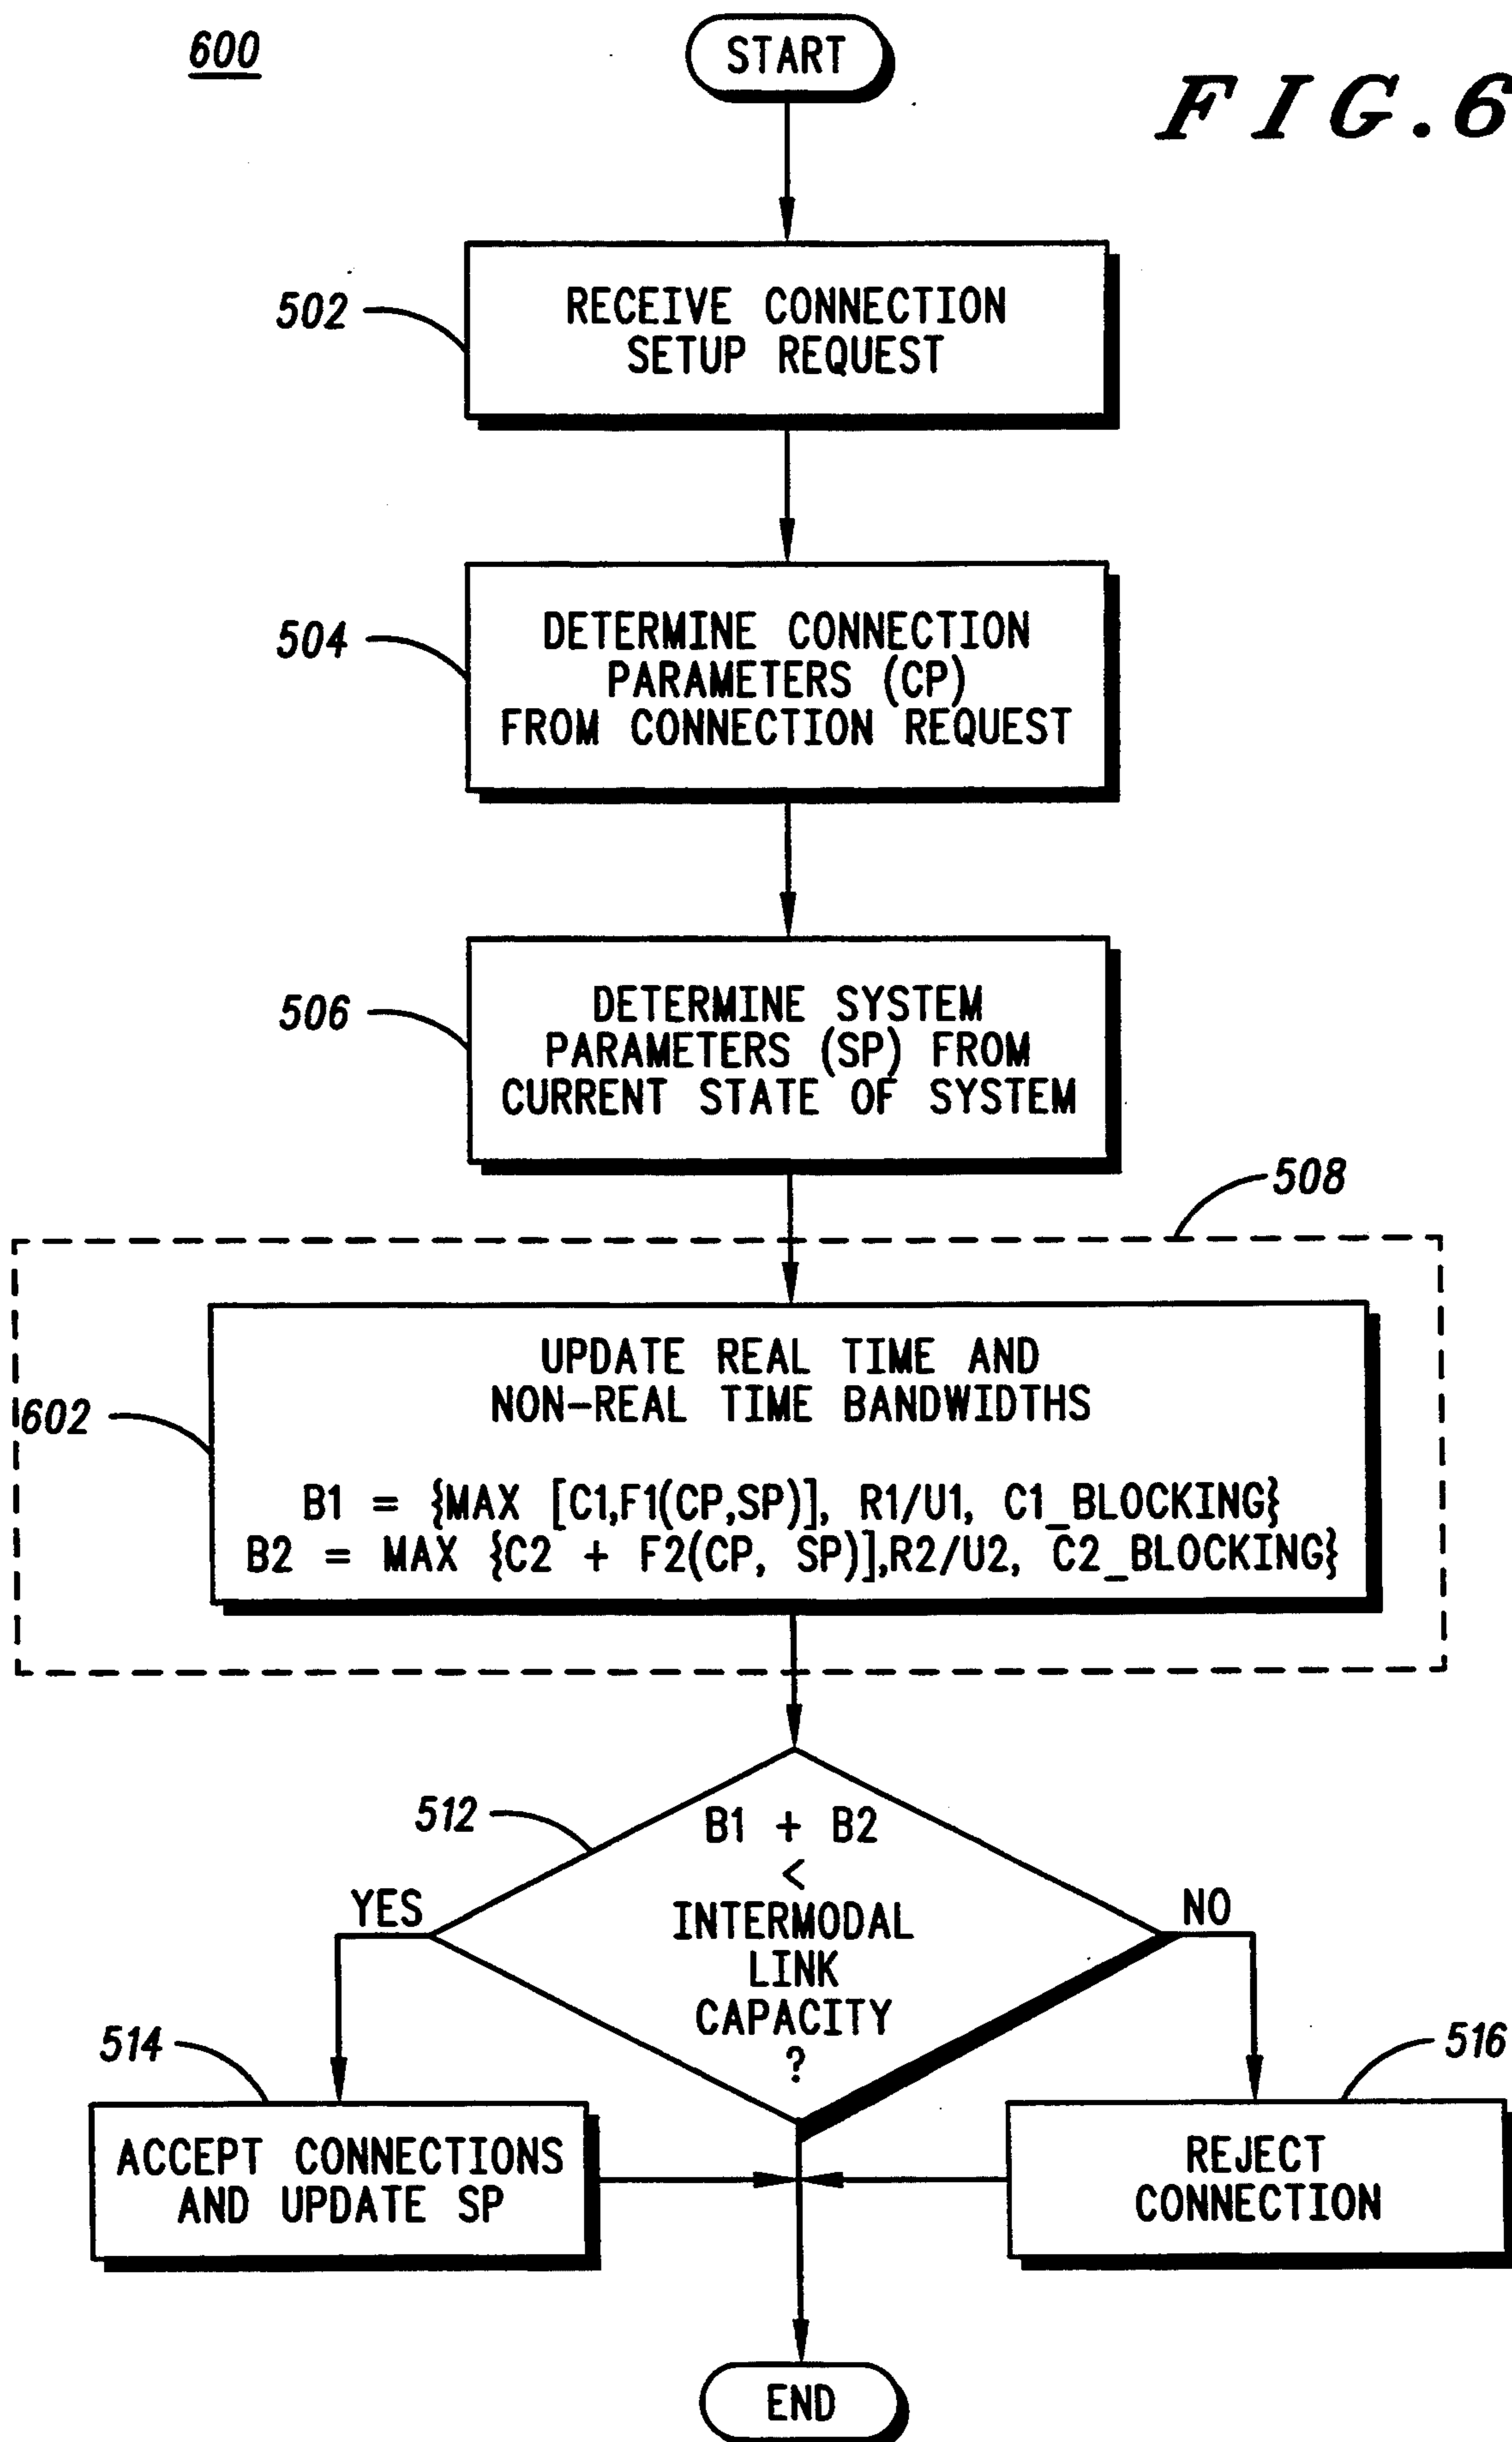 600
START
FIG.6
502
RECEIVE CONNECTION
SETUP REQUEST
504
DETERMINE CONNECTION
PARAMETERS (CP)
FROM CONNECTION REQUEST
506
DETERMINE SYSTEM
PARAMETERS (SP) FROM
CURRENT STATE OF SYSTEM
508
602
UPDATE REAL TIME AND
NON-REAL TIME BANDWIDTHS
B1 = {MAX [C1,F1(CP,SP)], R1/U1, C1_BLOCKING}
B2 = MAX {C2 + F2(CP, SP)],R2/U2, C2_BLOCKING}
512
B1 + B2
<
INTERMODAL
LINK
CAPACITY
?
YES
NO
514
ACCEPT CONNECTIONS
AND UPDATE SP
516
REJECT
CONNECTION
END